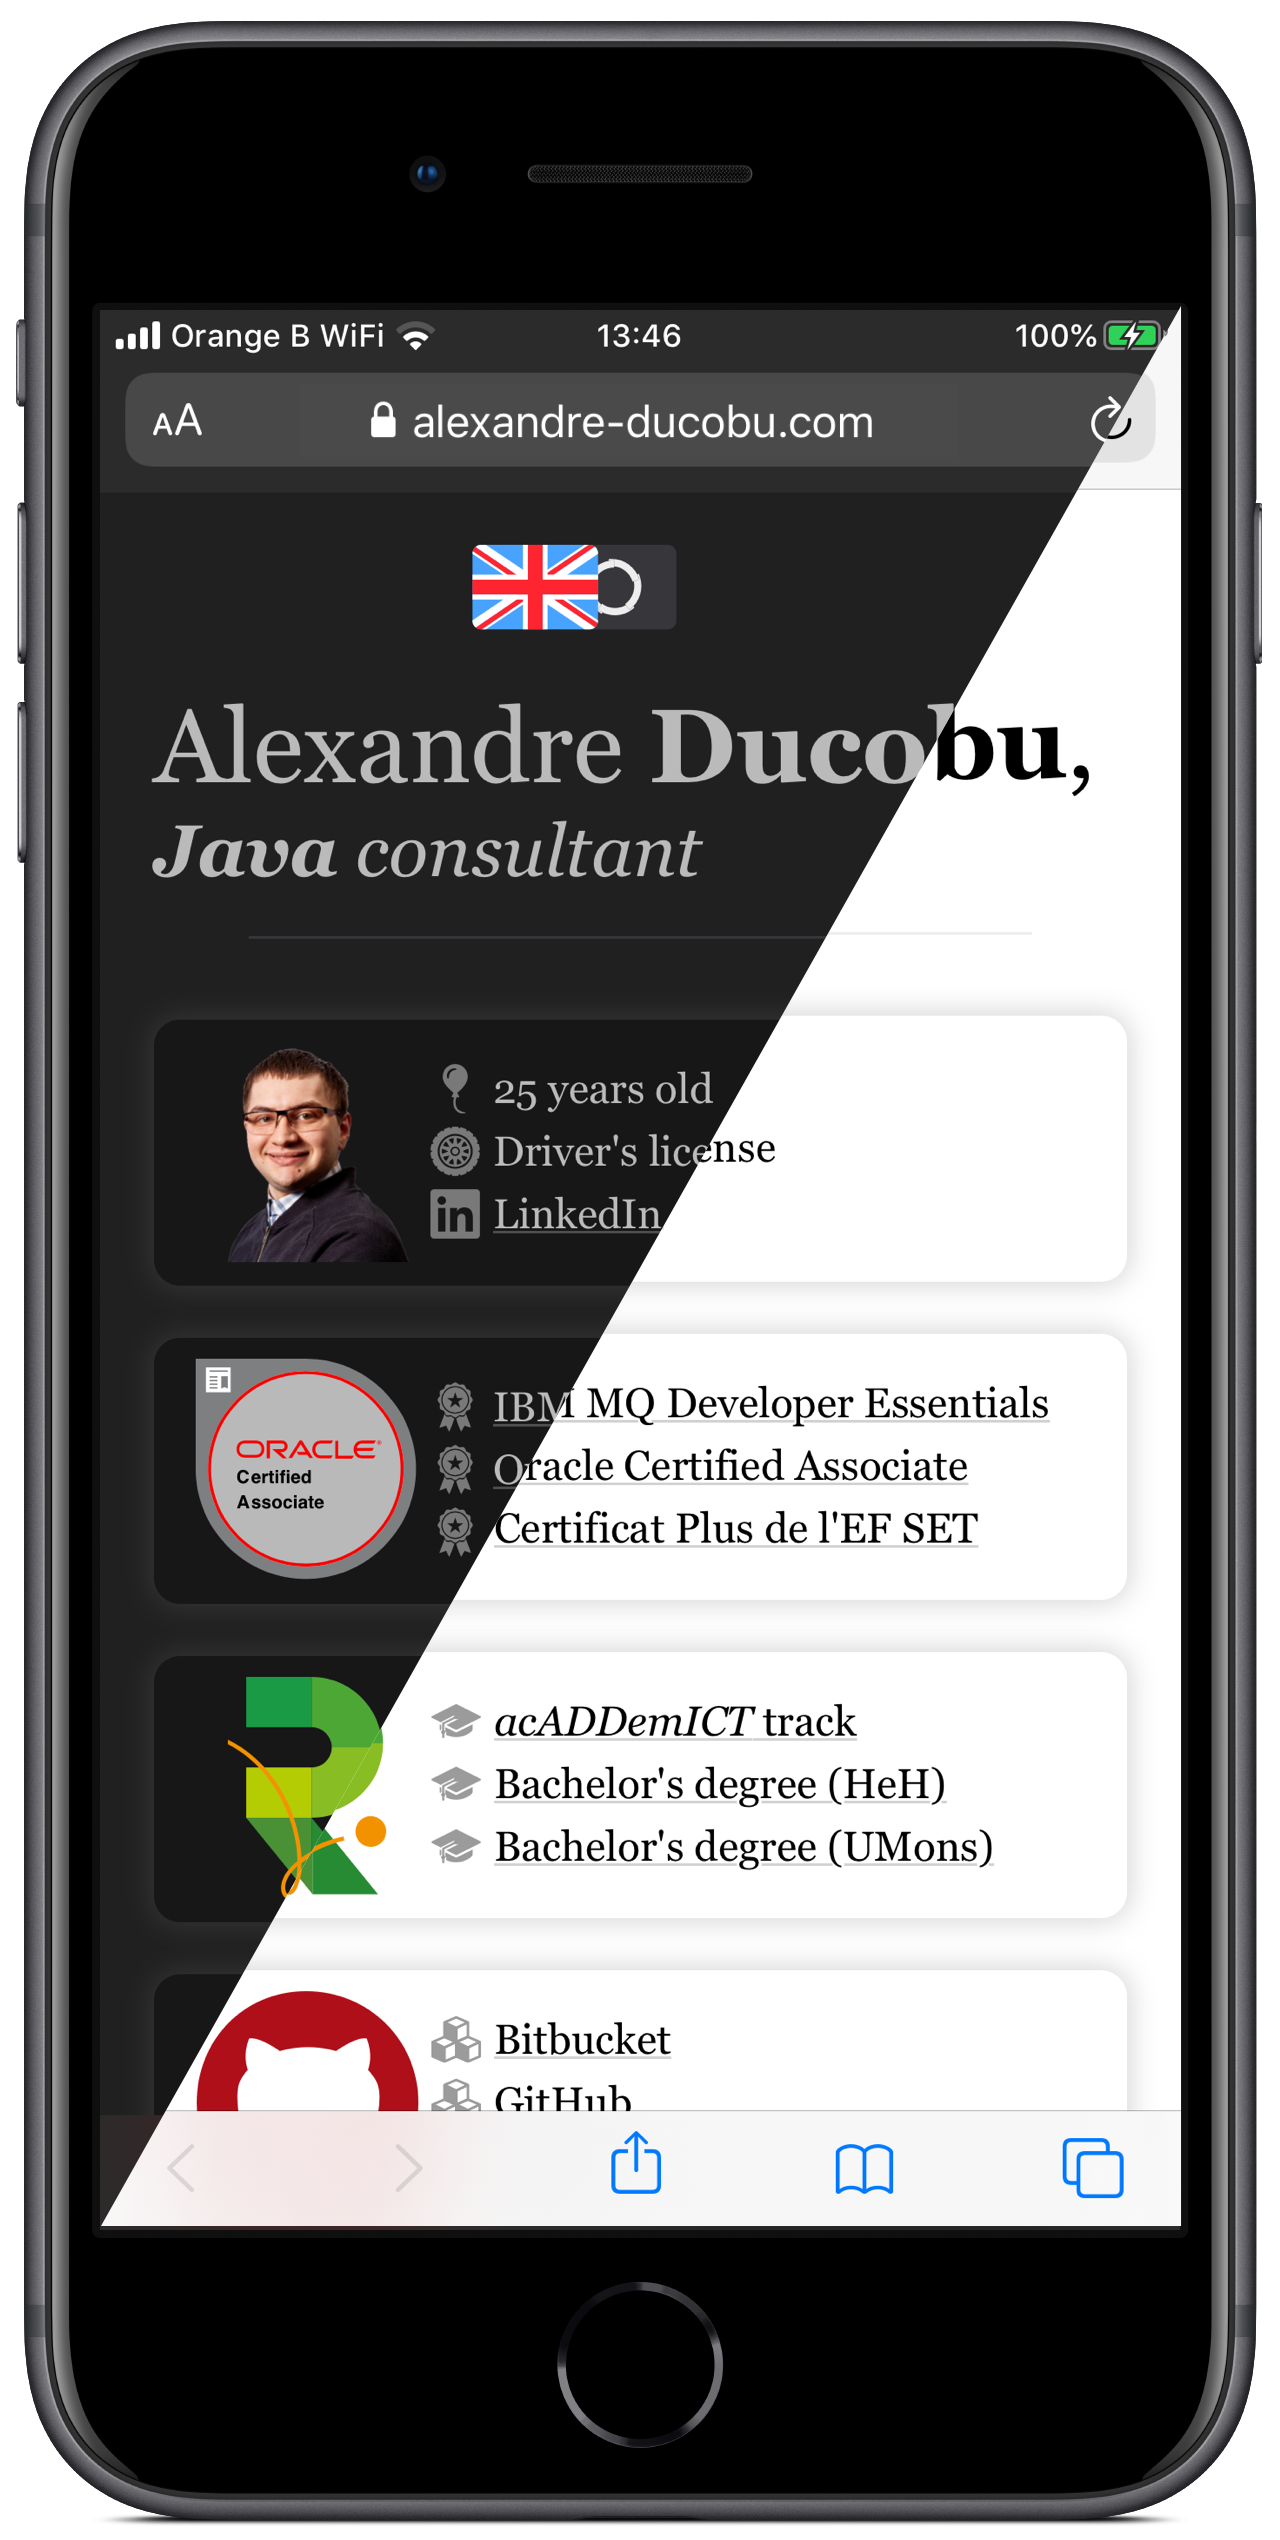 Orange B WiFi 13:46 100%
AA alexandre-ducobu.com
Alexandre Ducobu,
Java consultant
25 years old
Driver's license
in LinkedIn
ORACLE
Certified
Associate
IBM MQ Developer Essentials
Oracle Certified Associate
Certificat Plus de l'EF SET
acADDemICT track
Bachelor's degree (HeH)
Bachelor's degree (UMons)
Bitbucket
GitHub